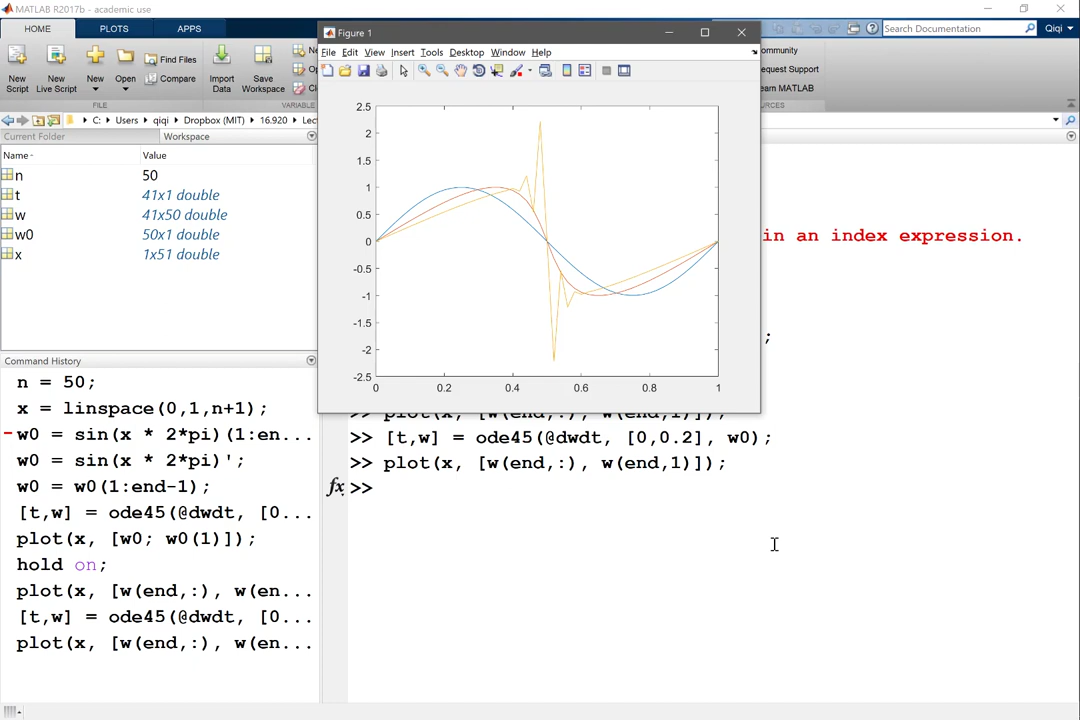 MATLAB R2017b - academic use
HOME
PLOTS
APPS
Search Documentation
Qiqi
New Script
New Live Script
New
Open
Find Files
Compare
Import Data
Save Workspace
FILE
VARIABLE
Request Support
C:
Users
qiqi
Dropbox (MIT)
16.920
Current Folder
Workspace
Name
Value
n
50
t
41x1 double
w
41x50 double
w0
50x1 double
x
1x51 double
Command History
n = 50;
x = linspace(0,1,n+1);
w0 = sin(x * 2*pi)(1:en...
w0 = sin(x * 2*pi)';
w0 = w0(1:end-1);
[t,w] = ode45(@dwdt, [0...
plot(x, [w0; w0(1)]);
hold on;
plot(x, [w(end,:), w(en...
[t,w] = ode45(@dwdt, [0...
plot(x, [w(end,:), w(en...
Figure 1
File Edit View Insert Tools Desktop Window Help
2.5
2
1.5
1
0.5
0
-0.5
-1
-1.5
-2
-2.5
0 0.2 0.4 0.6 0.8 1
in an index expression.
;
plot(x, [w(end,:), w(end,1)]);
>> [t,w] = ode45(@dwdt, [0,0.2], w0);
>> plot(x, [w(end,:), w(end,1)]);
fx >>